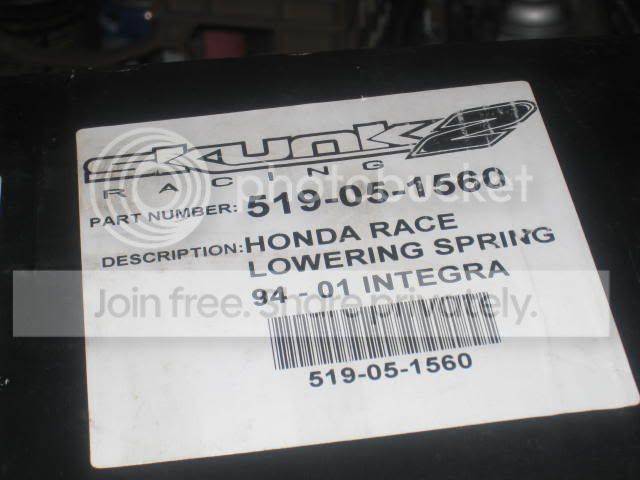 skunk2
RACING
PART NUMBER: 519-05-1560
DESCRIPTION: HONDA RACE
LOWERING SPRING
94 - 01 INTEGRA
519-05-1560
photobucket
Join free. Share privately.